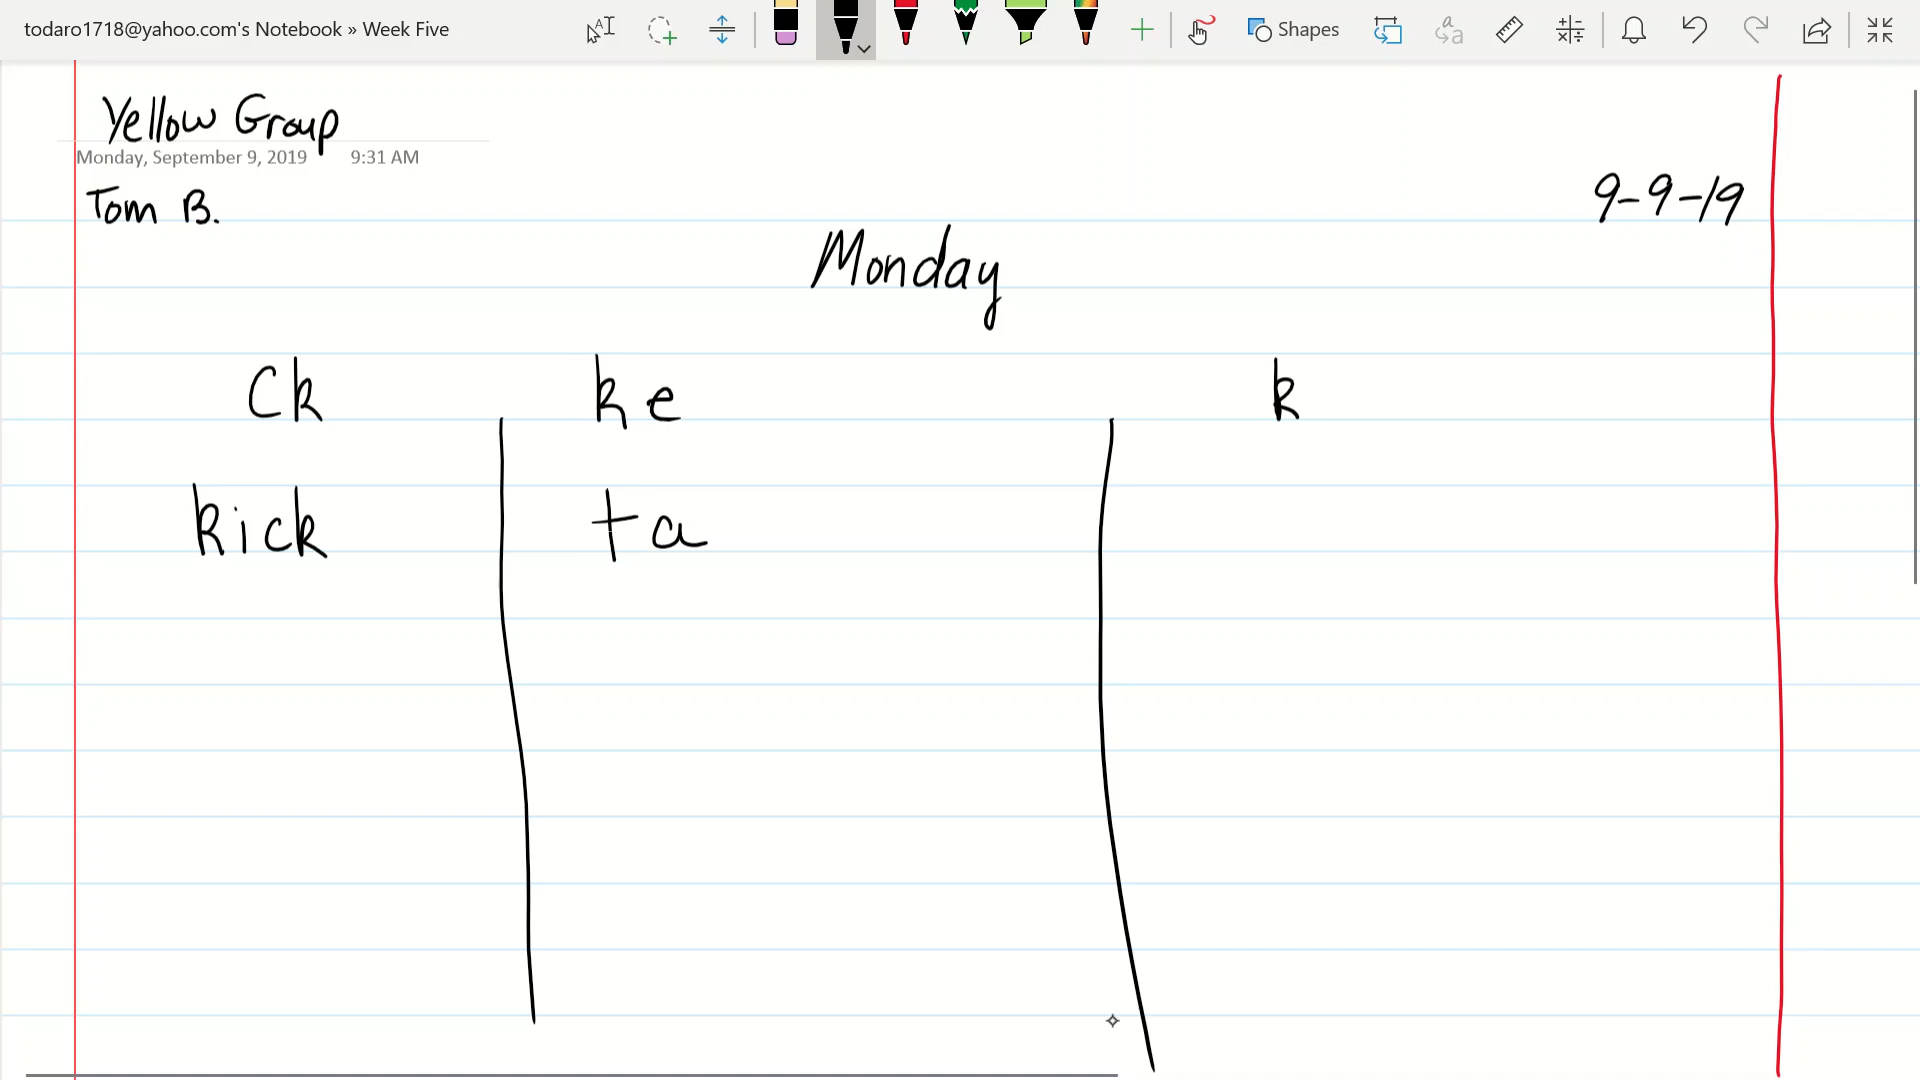 todaro1718@yahoo.com's Notebook » Week Five
Shapes
Yellow Group
Monday, September 9, 2019 9:31 AM
Tom B.
9-9-19
Monday
Ck ke k
kick ta